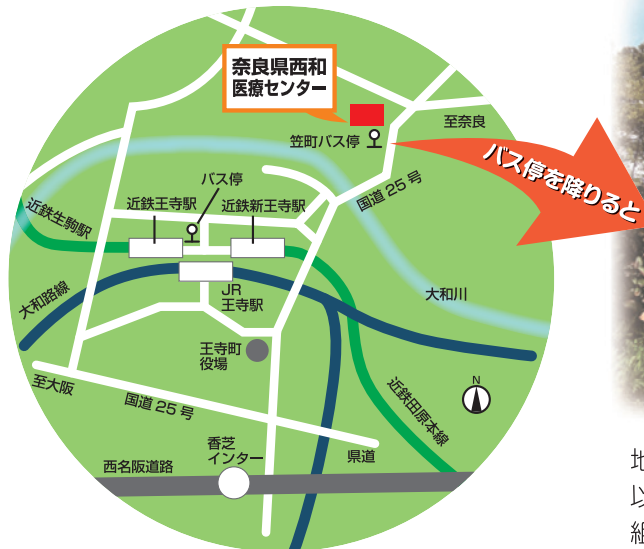 奈良県西和
医療センター
笠町バス停
至奈良
バス停を降りると
国道25号
バス停
近鉄王寺駅
近鉄新王寺駅
近鉄生駒駅
大和路線
JR
王寺駅
大和川
王寺町
役場
至大阪
国道25号
近鉄田原本線
N
香芝
インター
県道
西名阪道路
地
以